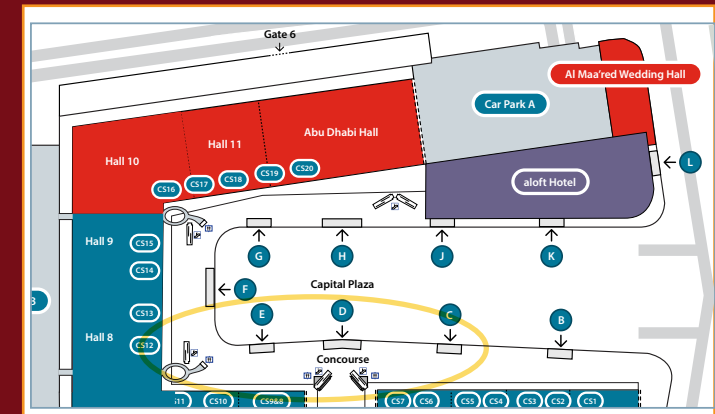 Gate 6
Al Maa'red Wedding Hall
Car Park A
Abu Dhabi Hall
Hall 11
Hall 10
L
CS20
CS19
CS18
CS17
CS16
aloft Hotel
Hall 9
CS15
G
H
J
K
CS14
F
Capital Plaza
CS13
E
D
C
B
Hall 8
CS12
Concourse
CS10
CS9&8
CS7
CS6
CS5
CS4
CS3
CS2
CS1